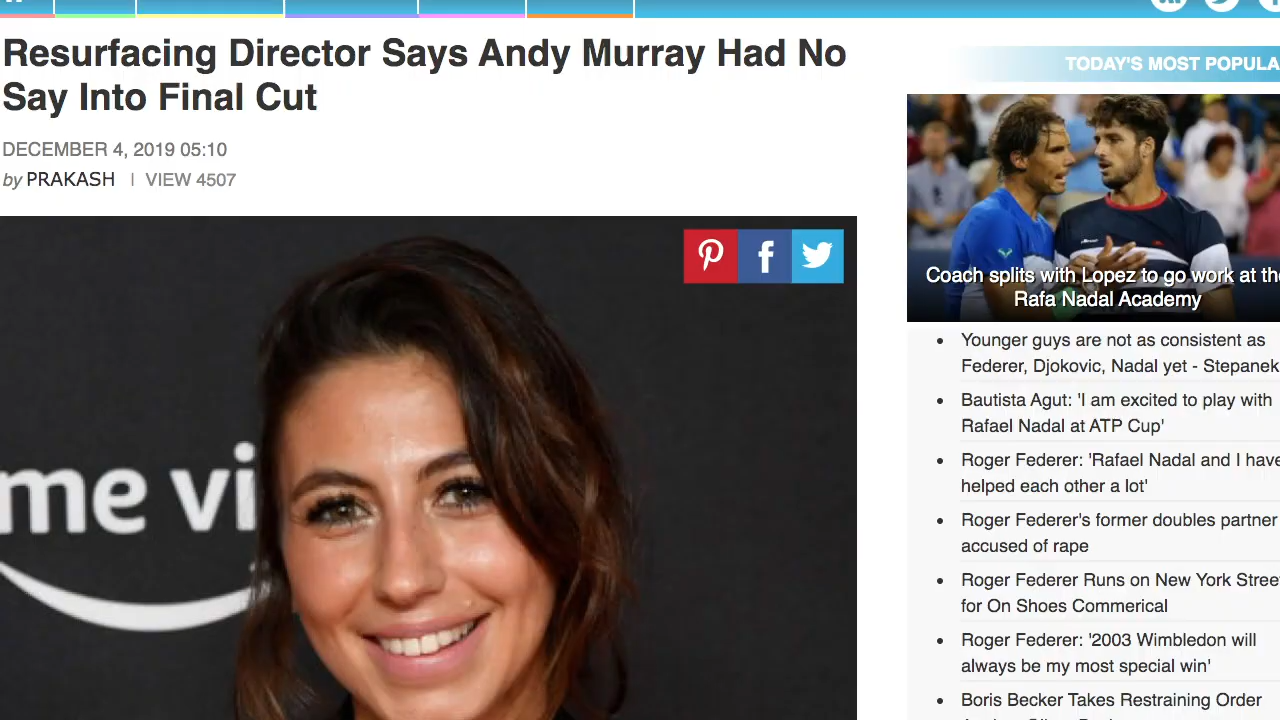 Resurfacing Director Says Andy Murray Had No
Say Into Final Cut
DECEMBER 4, 2019 05:10
by PRAKASH | VIEW 4507
me vi
TODAY'S MOST POPULA
Coach splits with Lopez to go work at the
Rafa Nadal Academy
• Younger guys are not as consistent as
Federer, Djokovic, Nadal yet - Stepanek
• Bautista Agut: 'I am excited to play with
Rafael Nadal at ATP Cup'
• Roger Federer: 'Rafael Nadal and I have
helped each other a lot'
• Roger Federer's former doubles partner
accused of rape
• Roger Federer Runs on New York Stree
for On Shoes Commerical
• Roger Federer: '2003 Wimbledon will
always be my most special win'
• Boris Becker Takes Restraining Order